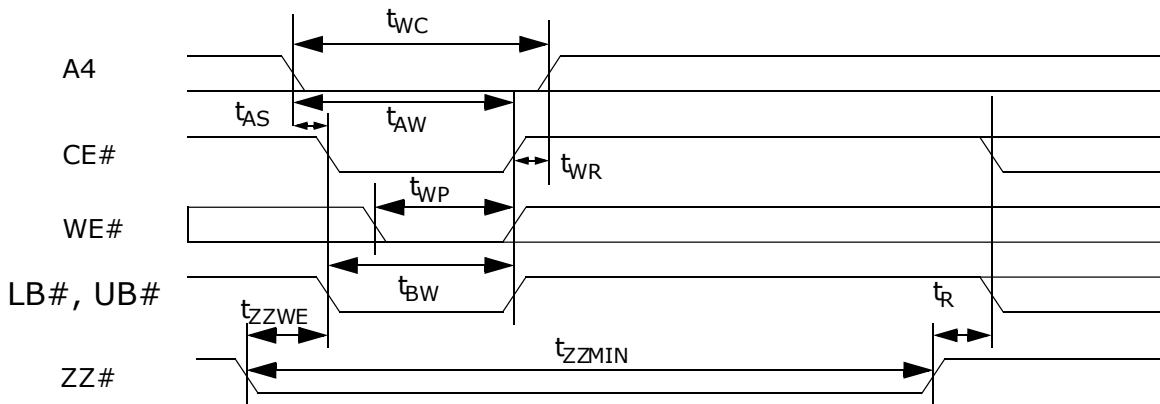 tWC
A4
tAS
tAW
CE#
tWR
tWP
WE#
tBW
LB#, UB#
tR
tZZWE
tZZMIN
ZZ#